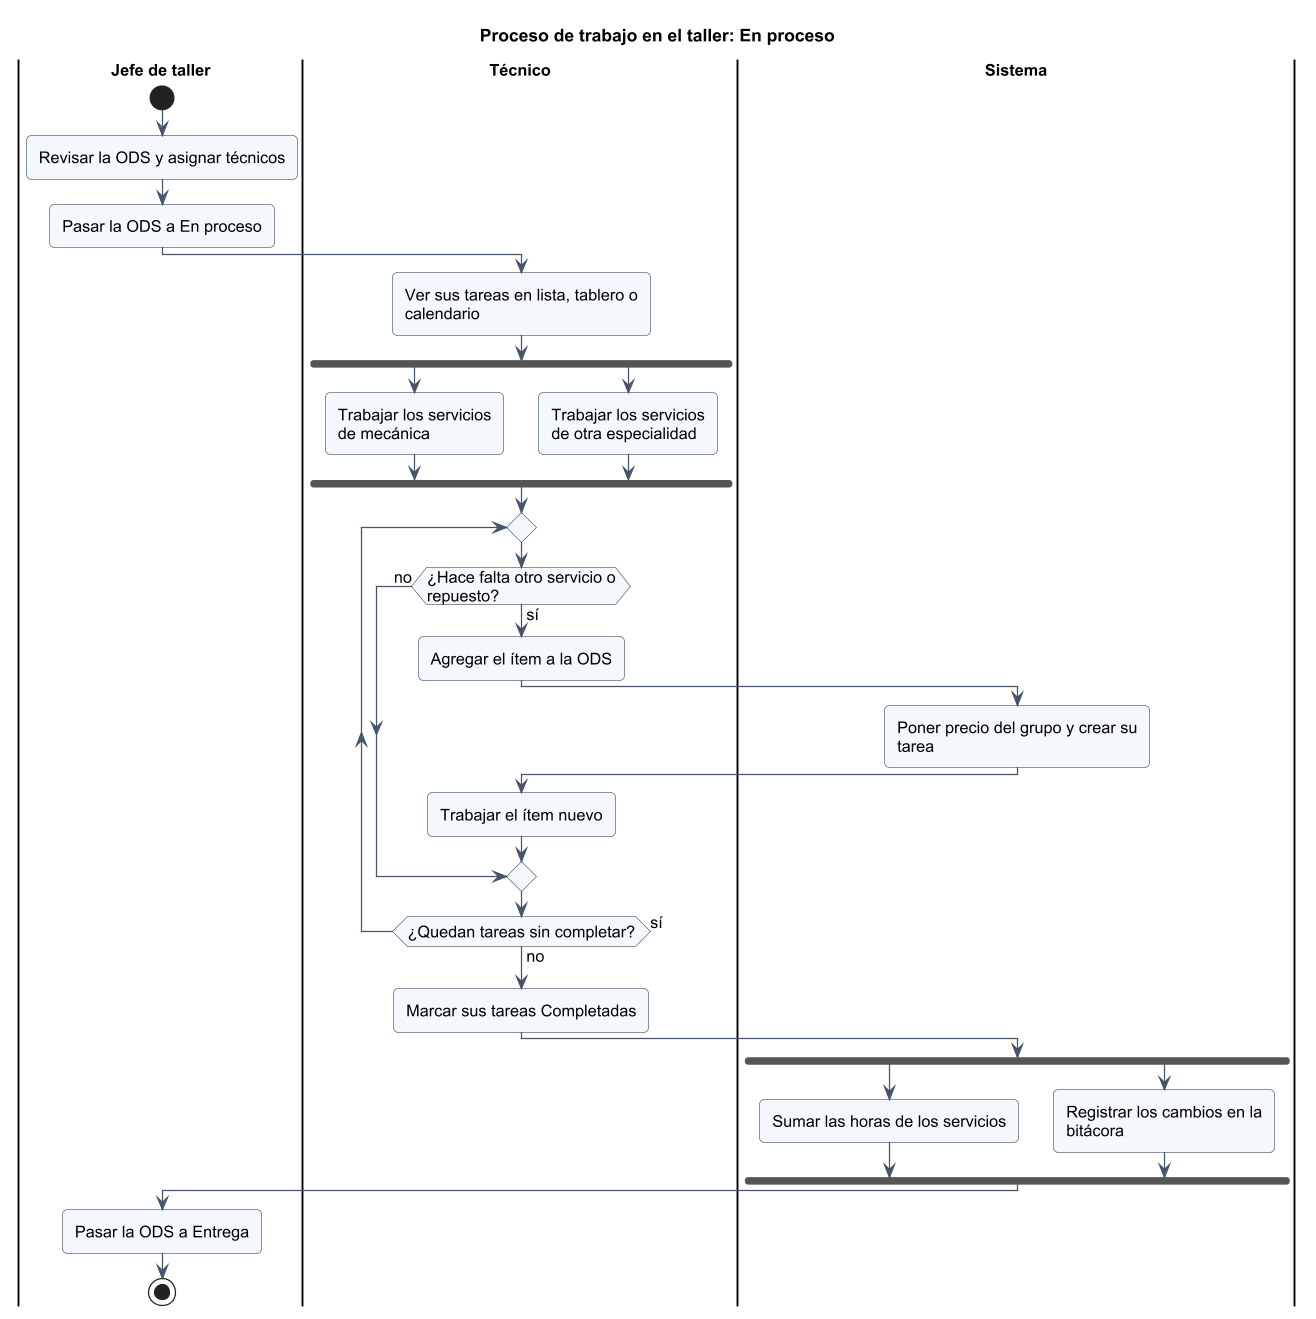 Proceso de trabajo en el taller: En proceso
Jefe de taller
Técnico
Sistema
Revisar la ODS y asignar técnicos
Pasar la ODS a En proceso
Ver sus tareas en lista, tablero o
calendario
Trabajar los servicios
de mecánica
Trabajar los servicios
de otra especialidad
¿Hace falta otro servicio o
repuesto?
no
sí
Agregar el ítem a la ODS
Poner precio del grupo y crear su
tarea
Trabajar el ítem nuevo
¿Quedan tareas sin completar?
sí
no
Marcar sus tareas Completadas
Sumar las horas de los servicios
Registrar los cambios en la
bitácora
Pasar la ODS a Entrega